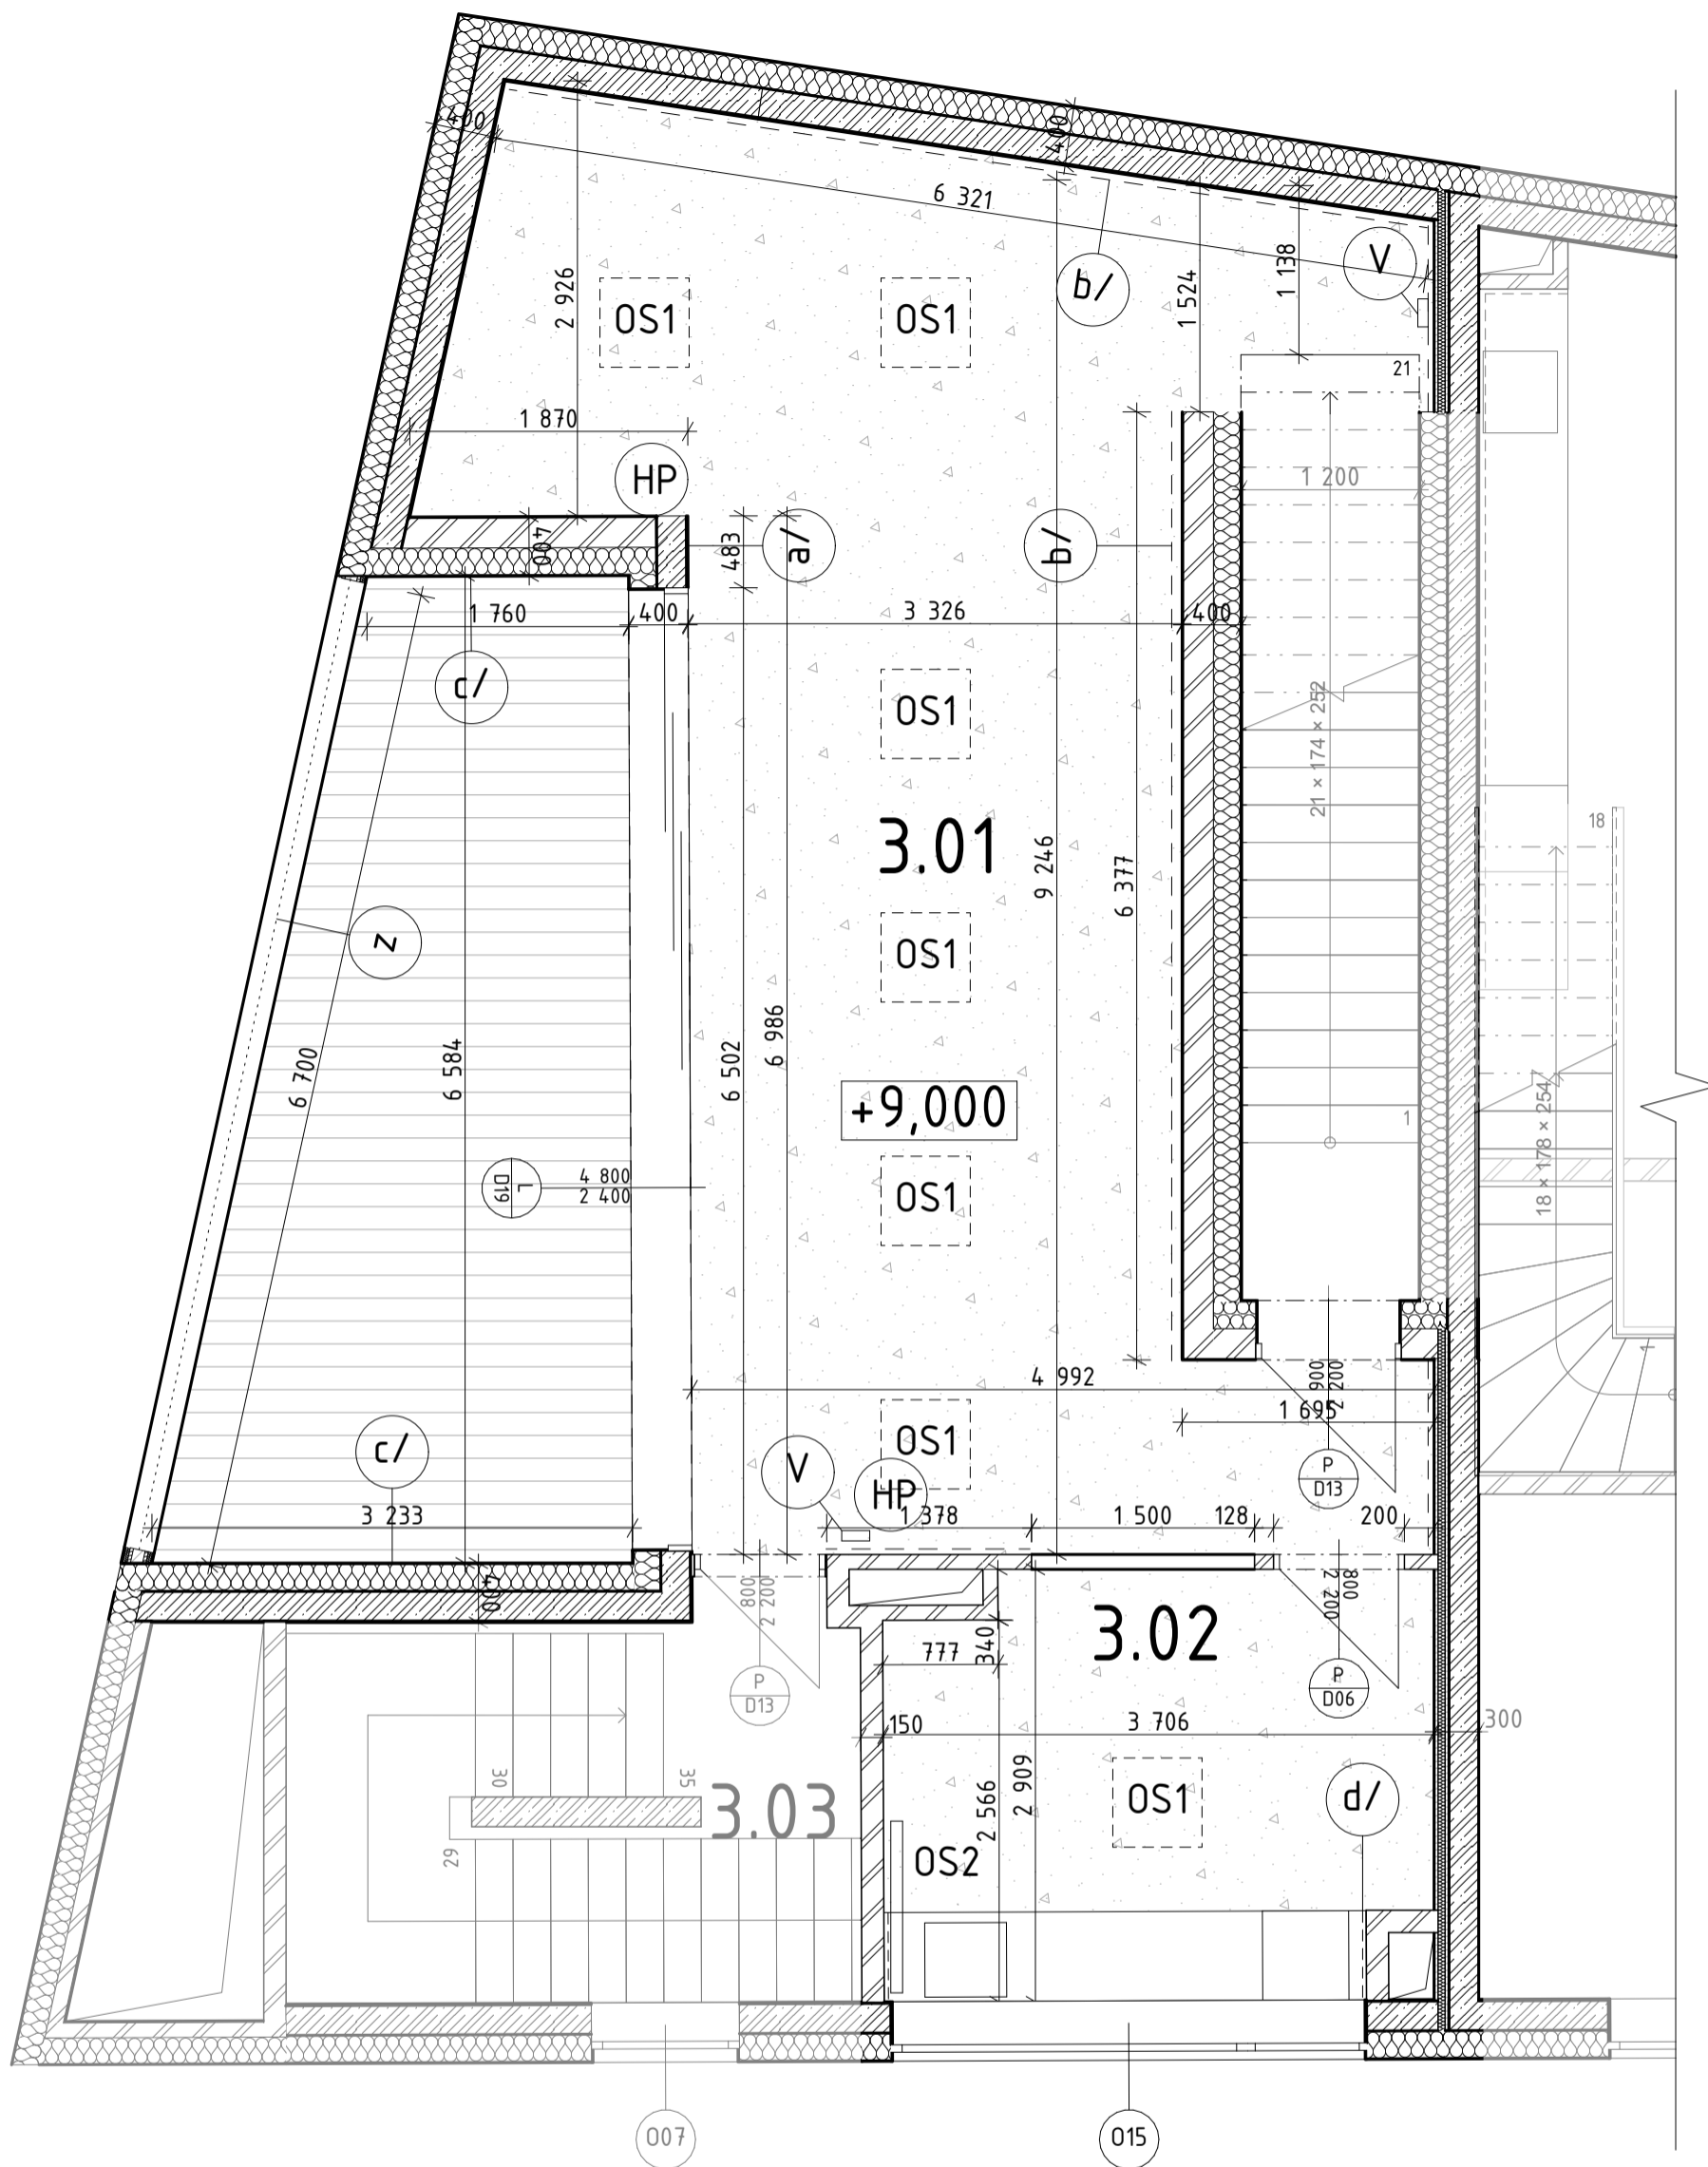 400
400
6 321
2 926
1 524
1 138
V
b/
OS1
OS1
21
1 870
HP
1 200
400
483
a/
b/
1 760
400
3 326
400
c/
OS1
21 × 174 × 252
18
3.01
9 246
6 377
z
OS1
6 700
6 584
6 502
6 986
+9,000
1
18 × 178 × 254
L
D19
4 800
2 400
OS1
4 992
900
2 200
1 695
1
c/
OS1
V
HP
P
D13
3 233
1 378
1 500
128
200
400
800
2 200
800
2 200
3.02
777
340
P
D13
P
D06
150
3 706
300
30
35
3.03
2 566
2 909
OS1
d/
29
OS2
007
015